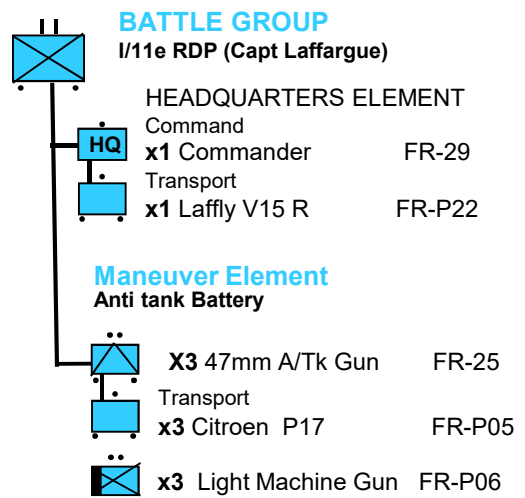 BATTLE GROUP
I/11e RDP (Capt Laffargue)
HEADQUARTERS ELEMENT
Command
HQ x1 Commander FR-29
Transport
x1 Laffly V15 R FR-P22
Maneuver Element
Anti tank Battery
X3 47mm A/Tk Gun FR-25
Transport
x3 Citroen P17 FR-P05
x3 Light Machine Gun FR-P06